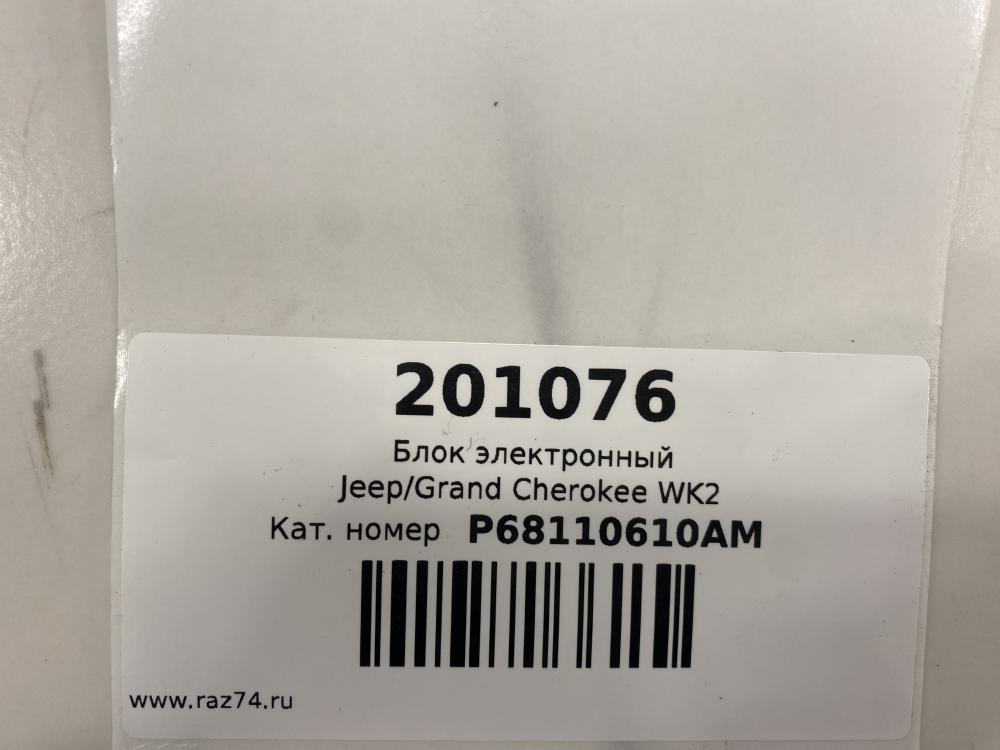 201076
Блок электронный
Jeep/Grand Cherokee WK2
Кат. номер P68110610AM
www.raz74.ru